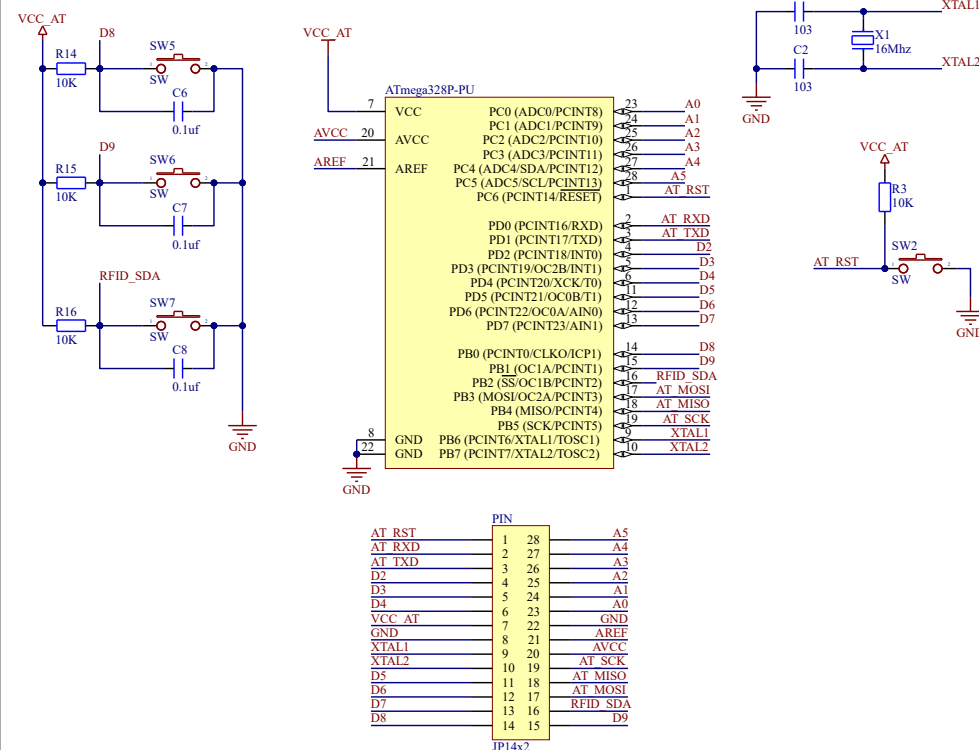 VCC_AT
D8
R14
10K
SW5
1
2
SW
C6
0.1uf
D9
R15
10K
SW6
1
2
SW
C7
0.1uf
RFID_SDA
R16
10K
SW7
1
2
SW
C8
0.1uf
GND
VCC_AT
ATmega328P-PU
7 VCC
AVCC 20 AVCC
AREF 21 AREF
8 GND
22 GND
GND
PC0 (ADC0/PCINT8) 23 A0
PC1 (ADC1/PCINT9) 24 A1
PC2 (ADC2/PCINT10) 25 A2
PC3 (ADC3/PCINT11) 26 A3
PC4 (ADC4/SDA/PCINT12) 27 A4
PC5 (ADC5/SCL/PCINT13) 28 A5
PC6 (PCINT14/RESET) 1 AT_RST
PD0 (PCINT16/RXD) 2 AT_RXD
PD1 (PCINT17/TXD) 3 AT_TXD
PD2 (PCINT18/INT0) 4 D2
PD3 (PCINT19/OC2B/INT1) 5 D3
PD4 (PCINT20/XCK/T0) 6 D4
PD5 (PCINT21/OC0B/T1) 11 D5
PD6 (PCINT22/OC0A/AIN0) 12 D6
PD7 (PCINT23/AIN1) 13 D7
PB0 (PCINT0/CLKO/ICP1) 14 D8
PB1 (OC1A/PCINT1) 15 D9
PB2 (SS/OC1B/PCINT2) 16 RFID_SDA
PB3 (MOSI/OC2A/PCINT3) 17 AT_MOSI
PB4 (MISO/PCINT4) 18 AT_MISO
PB5 (SCK/PCINT5) 19 AT_SCK
PB6 (PCINT6/XTAL1/TOSC1) 9 XTAL1
PB7 (PCINT7/XTAL2/TOSC2) 10 XTAL2
XTAL1
103
X1
16Mhz
C2
103
XTAL2
GND
VCC_AT
R3
10K
SW2
AT_RST
1
2
SW
GND
PIN
AT_RST 1 28 A5
AT_RXD 2 27 A4
AT_TXD 3 26 A3
D2 4 25 A2
D3 5 24 A1
D4 6 23 A0
VCC_AT 7 22 GND
GND 8 21 AREF
XTAL1 9 20 AVCC
XTAL2 10 19 AT_SCK
D5 11 18 AT_MISO
D6 12 17 AT_MOSI
D7 13 16 RFID_SDA
D8 14 15 D9
JP14x2